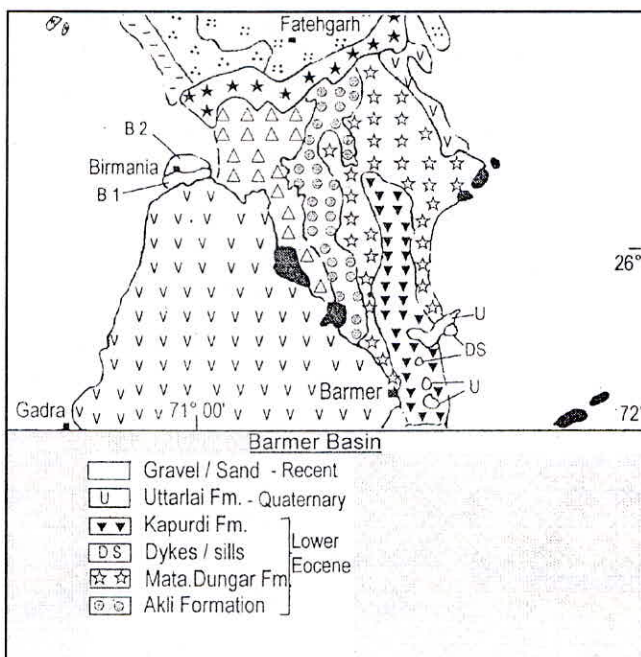 Fatehgarh
B 2
Birmania
B 1
26°
U
DS
Barmer
U
Gadra
71° 00'
72°
Barmer Basin
Gravel / Sand - Recent
U Uttarlai Fm. - Quaternary
Kapurdi Fm.
DS Dykes / sills
Lower
Eocene
Mata.Dungar Fm.
Akli Formation